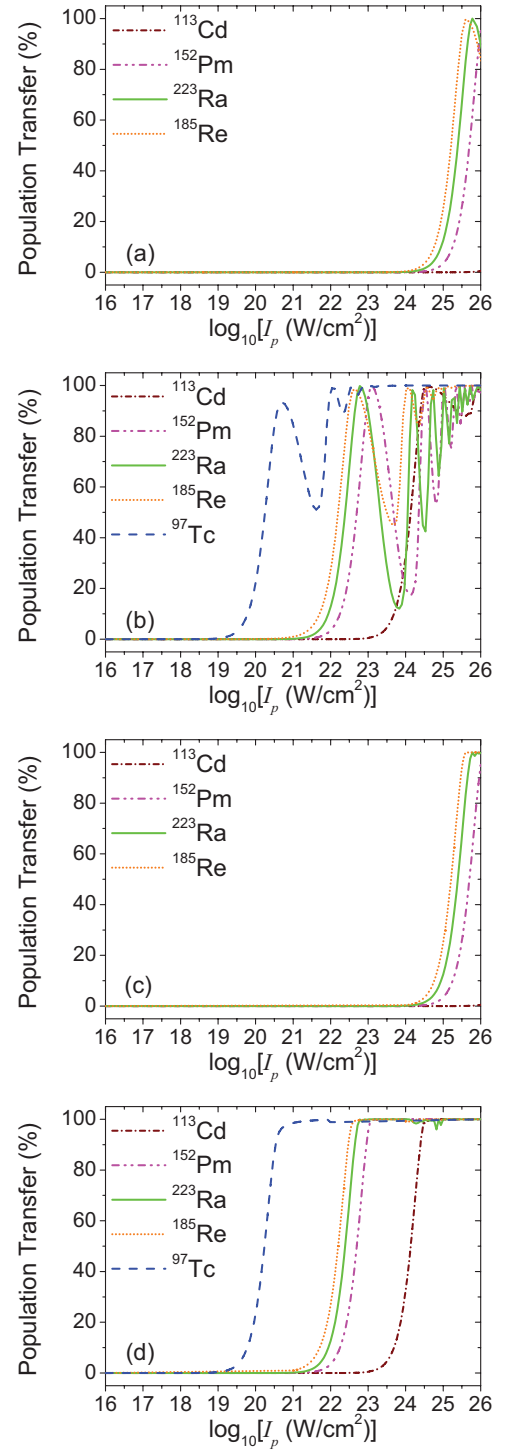 100
¹¹³Cd
80
¹⁵²Pm
²²³Ra
60
¹⁸⁵Re
40
20
0
Population Transfer (%)
(a)
16 17 18 19 20 21 22 23 24 25 26
log₁₀[Iₚ (W/cm²)]
100
¹¹³Cd
80
¹⁵²Pm
²²³Ra
60
¹⁸⁵Re
⁹⁷Tc
40
20
0
Population Transfer (%)
(b)
16 17 18 19 20 21 22 23 24 25 26
log₁₀[Iₚ (W/cm²)]
100
¹¹³Cd
80
¹⁵²Pm
²²³Ra
60
¹⁸⁵Re
40
20
0
Population Transfer (%)
(c)
16 17 18 19 20 21 22 23 24 25 26
log₁₀[Iₚ (W/cm²)]
100
¹¹³Cd
80
¹⁵²Pm
²²³Ra
60
¹⁸⁵Re
⁹⁷Tc
40
20
0
Population Transfer (%)
(d)
16 17 18 19 20 21 22 23 24 25 26
log₁₀[Iₚ (W/cm²)]